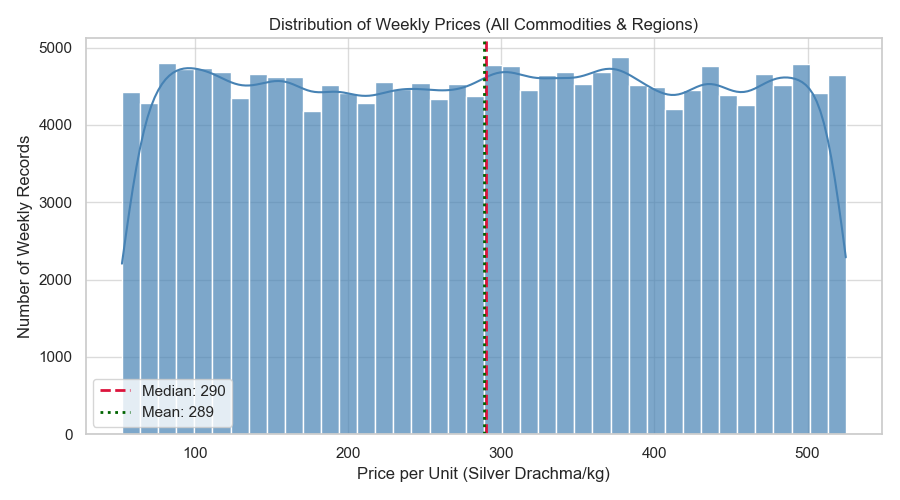 Distribution of Weekly Prices (All Commodities & Regions)
Number of Weekly Records
5000
4000
3000
2000
1000
0
Median: 290
Mean: 289
100 200 300 400 500
Price per Unit (Silver Drachma/kg)